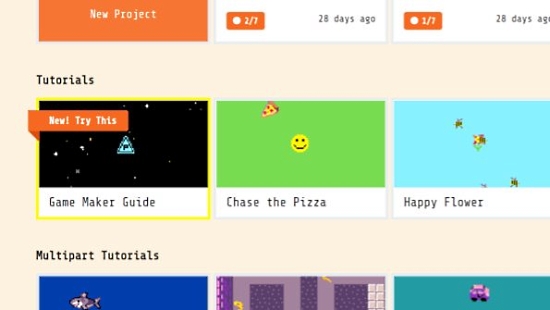 New Project
2/7
28 days ago
1/7
28 days ag
Tutorials
New! Try This
Game Maker Guide
Chase the Pizza
Happy Flower
Multipart Tutorials